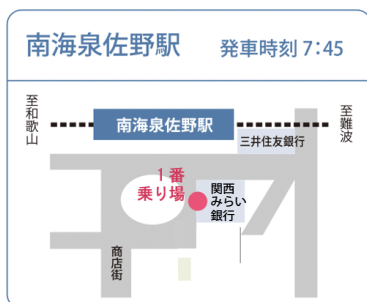 南海泉佐野駅
発車時刻 7:45
至和歌山
南海泉佐野駅
至難波
三井住友銀行
1番
乗り場
関西
みらい
銀行
商店街